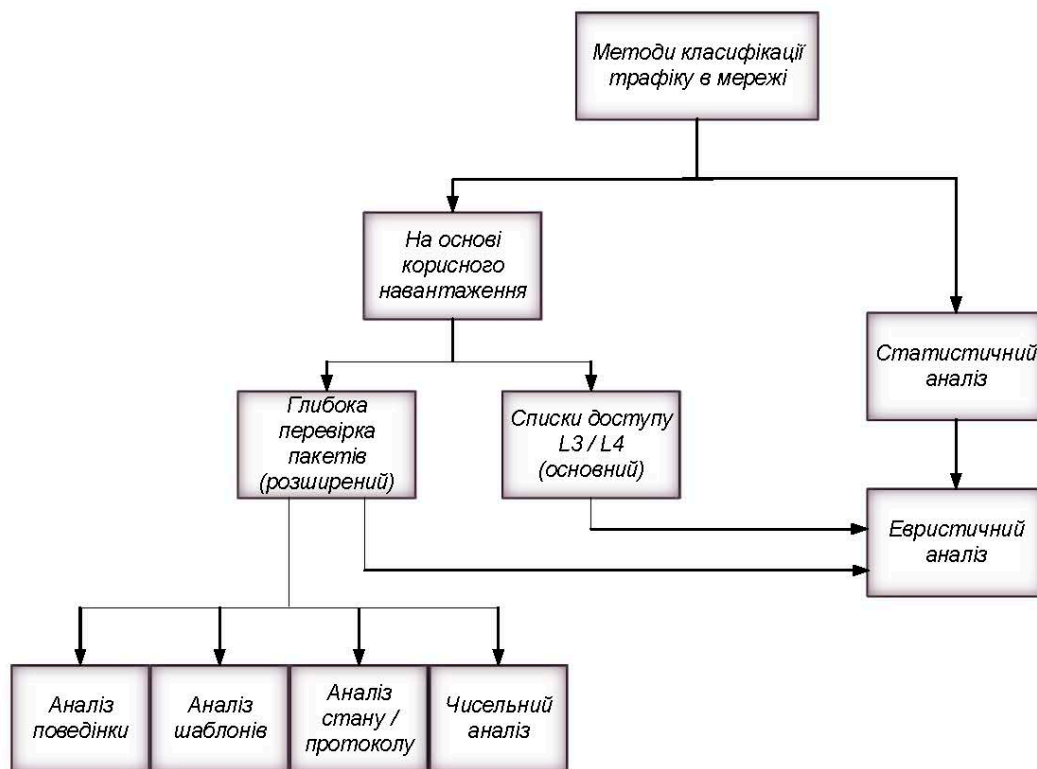 Методи класифікації
трафіку в мережі
На основі
корисного
навантаження
Статистичний
аналіз
Глибока
перевірка
пакетів
(розширений)
Списки доступу
L3 / L4
(основний)
Евристичний
аналіз
Аналіз
поведінки
Аналіз
шаблонів
Аналіз
стану /
протоколу
Чисельний
аналіз